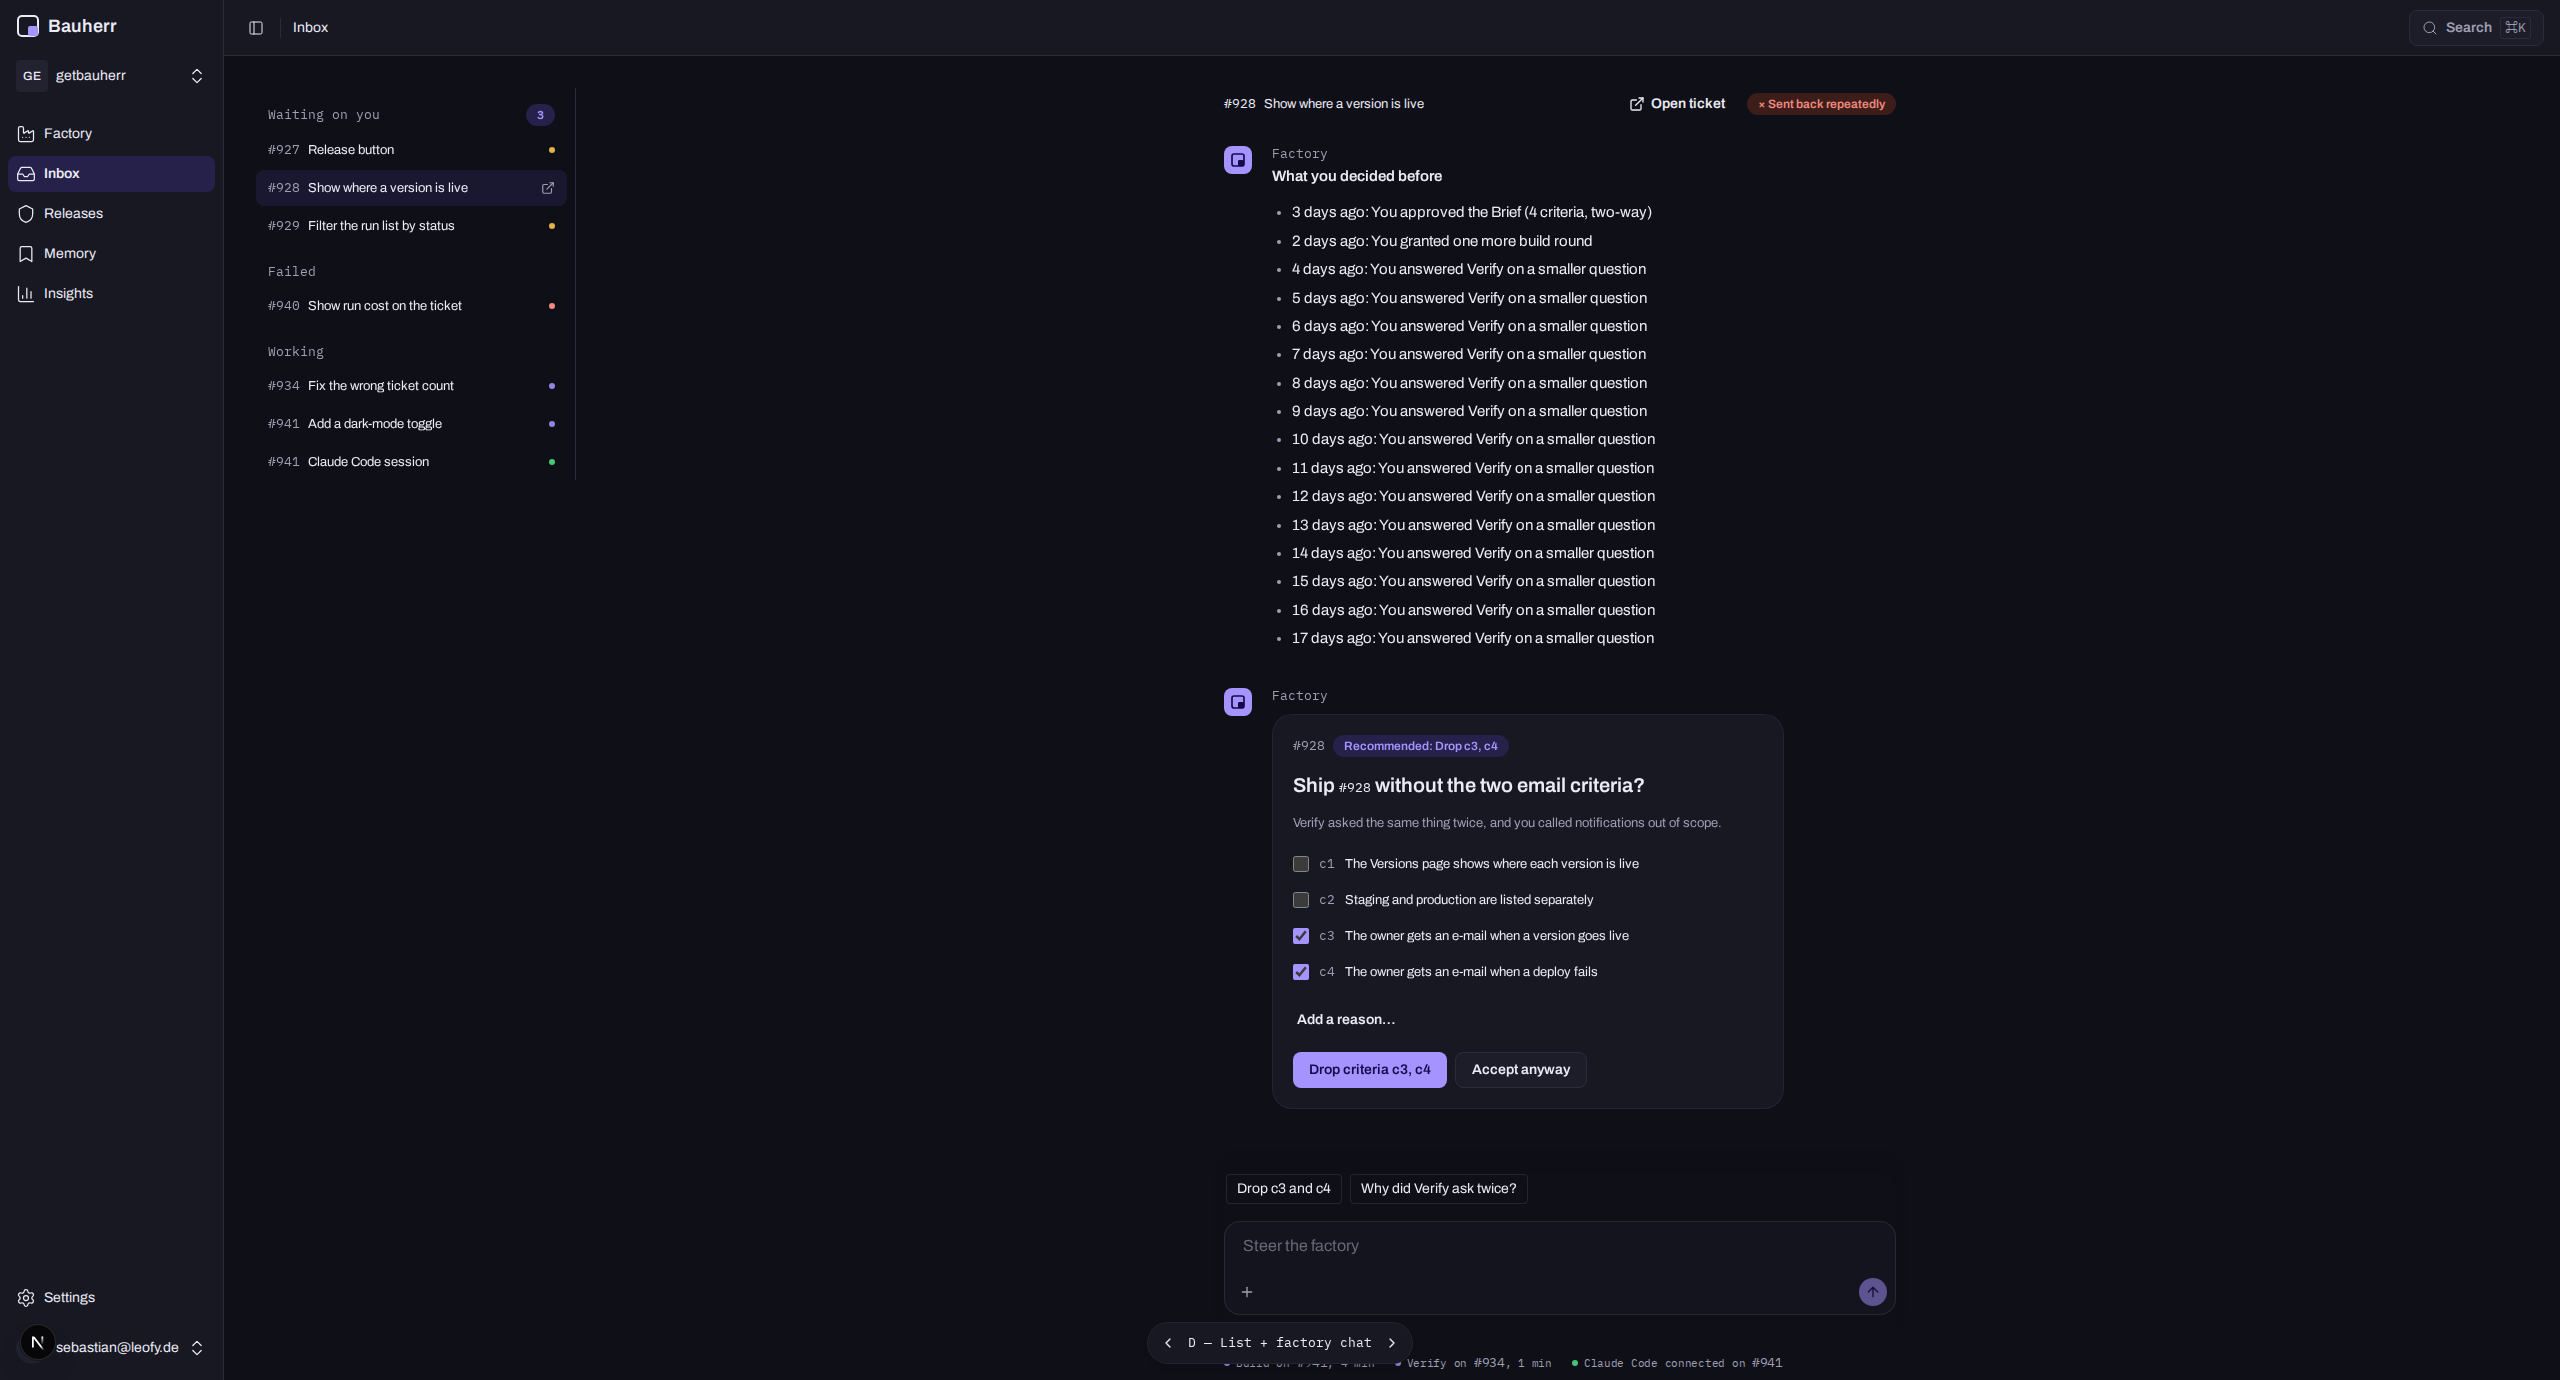 Bauherr
GE getbauherr
Factory
Inbox
Releases
Memory
Insights
Settings
N sebastian@leofy.de
Inbox
Search ⌘K
Waiting on you 3
#927 Release button
#928 Show where a version is live
#929 Filter the run list by status
Failed
#940 Show run cost on the ticket
Working
#934 Fix the wrong ticket count
#941 Add a dark-mode toggle
#941 Claude Code session
#928 Show where a version is live
Open ticket
× Sent back repeatedly
Factory
What you decided before
• 3 days ago: You approved the Brief (4 criteria, two-way)
• 2 days ago: You granted one more build round
• 4 days ago: You answered Verify on a smaller question
• 5 days ago: You answered Verify on a smaller question
• 6 days ago: You answered Verify on a smaller question
• 7 days ago: You answered Verify on a smaller question
• 8 days ago: You answered Verify on a smaller question
• 9 days ago: You answered Verify on a smaller question
• 10 days ago: You answered Verify on a smaller question
• 11 days ago: You answered Verify on a smaller question
• 12 days ago: You answered Verify on a smaller question
• 13 days ago: You answered Verify on a smaller question
• 14 days ago: You answered Verify on a smaller question
• 15 days ago: You answered Verify on a smaller question
• 16 days ago: You answered Verify on a smaller question
• 17 days ago: You answered Verify on a smaller question
Factory
#928 Recommended: Drop c3, c4
Ship #928 without the two email criteria?
Verify asked the same thing twice, and you called notifications out of scope.
c1 The Versions page shows where each version is live
c2 Staging and production are listed separately
c3 The owner gets an e-mail when a version goes live
c4 The owner gets an e-mail when a deploy fails
Add a reason...
Drop criteria c3, c4
Accept anyway
Drop c3 and c4
Why did Verify ask twice?
Steer the factory
D — List + factory chat
Verify on #934, 1 min
Claude Code connected on #941